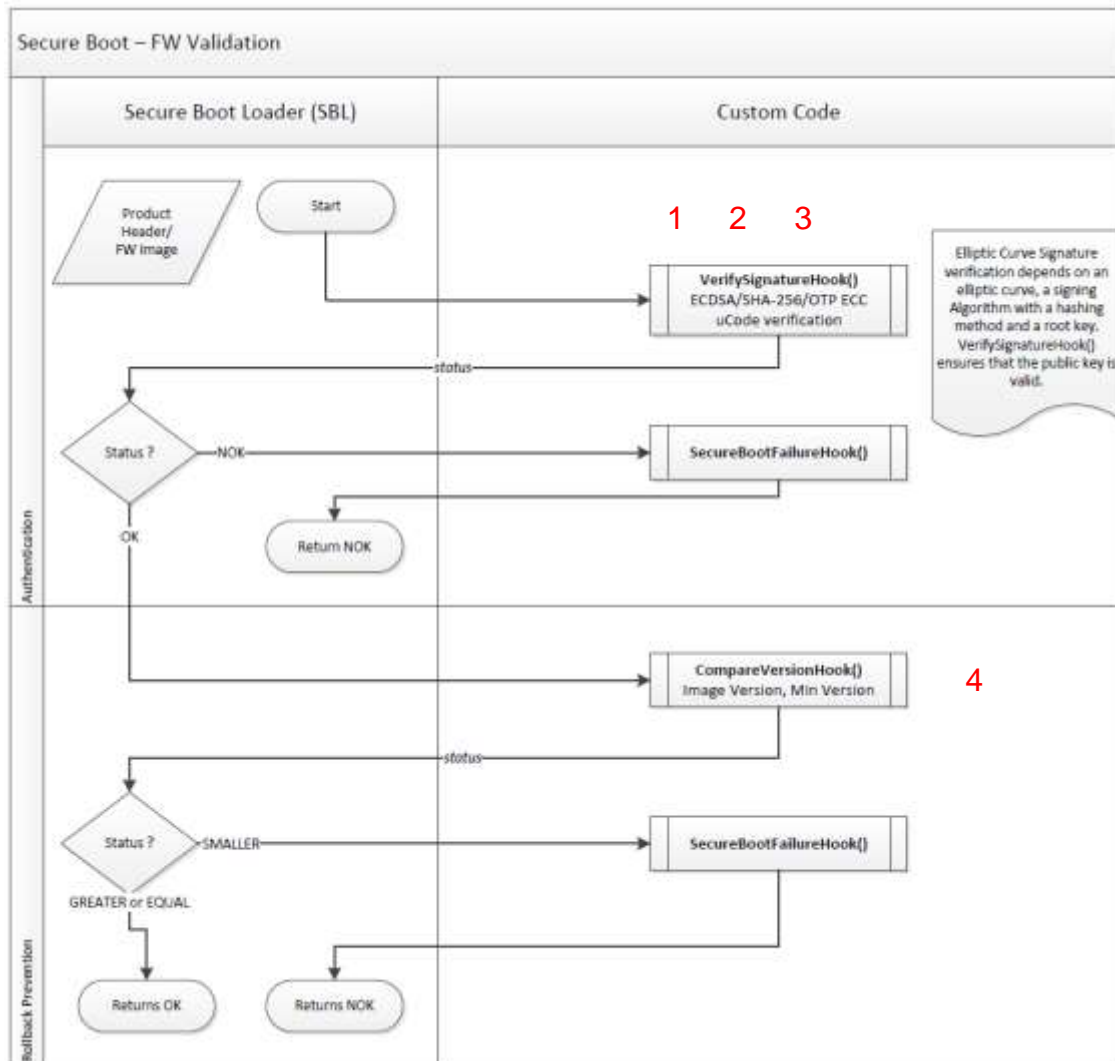 Secure Boot – FW Validation
Secure Boot Loader (SBL)
Custom Code
Product
Header/
FW Image
Start
1 2 3
VerifySignatureHook()
ECDSA/SHA-256/OTP ECC
uCode verification
Elliptic Curve Signature
verification depends on an
elliptic curve, a signing
Algorithm with a hashing
method and a root key.
VerifySignatureHook()
ensures that the public key is
valid.
status
Status ?
NOK
SecureBootFailureHook()
OK
Return NOK
Authentication
CompareVersionHook()
Image Version, Min Version
4
status
Status ?
SMALLER
SecureBootFailureHook()
GREATER or EQUAL
Returns OK
Returns NOK
Rollback Prevention